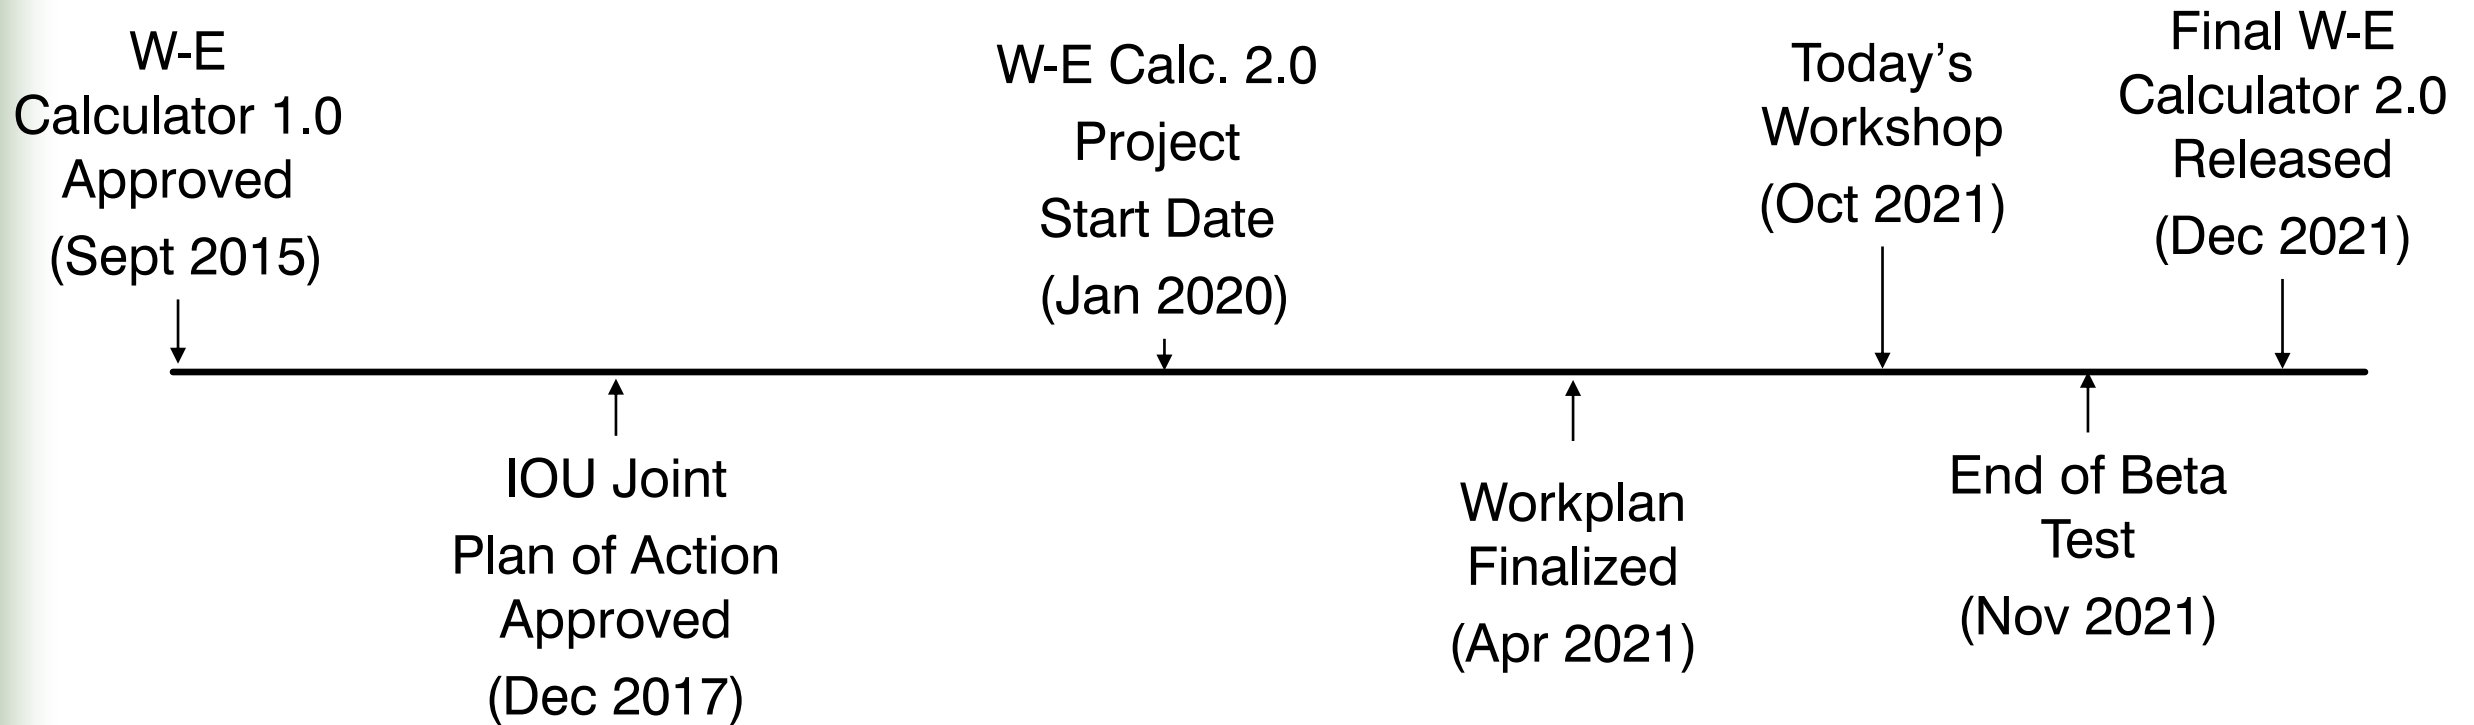 W-E
Calculator 1.0
Approved
(Sept 2015)
IOU Joint
Plan of Action
Approved
(Dec 2017)
W-E Calc. 2.0
Project
Start Date
(Jan 2020)
Workplan
Finalized
(Apr 2021)
Today’s
Workshop
(Oct 2021)
End of Beta
Test
(Nov 2021)
Final W-E
Calculator 2.0
Released
(Dec 2021)